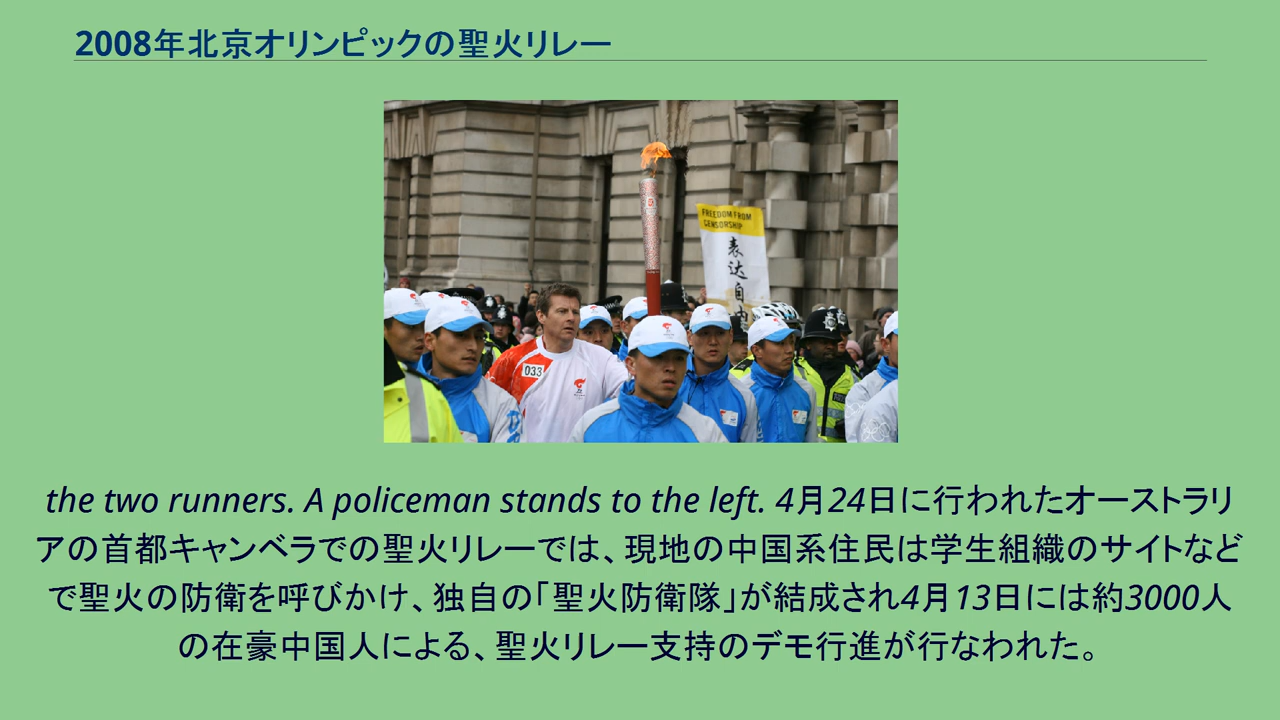 2008年北京オリンピックの聖火リレー
FREEDOM FROM
CENSORSHIP
表
达
自
由
033
the two runners. A policeman stands to the left. 4月24日に行われたオーストラリ
アの首都キャンベラでの聖火リレーでは、現地の中国系住民は学生組織のサイトなど
で聖火の防衛を呼びかけ、独自の「聖火防衛隊」が結成され4月13日には約3000人
の在豪中国人による、聖火リレー支持のデモ行進が行なわれた。